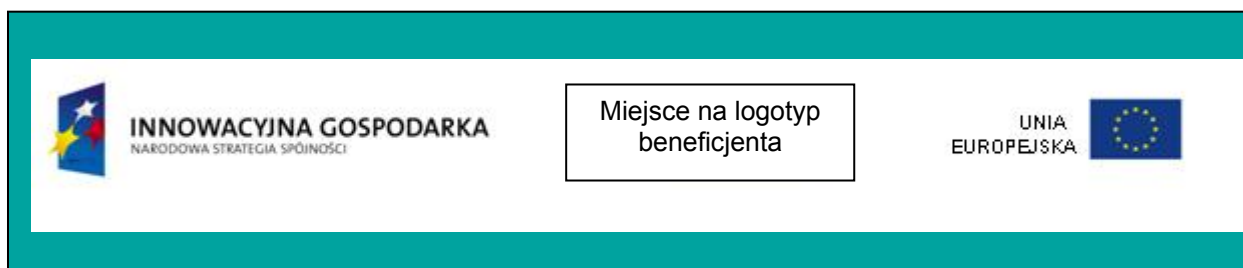 INNOWACYJNA GOSPODARKA
NARODOWA STRATEGIA SPÓJNOŚCI
Miejsce na logotyp
beneficjenta
UNIA
EUROPEJSKA